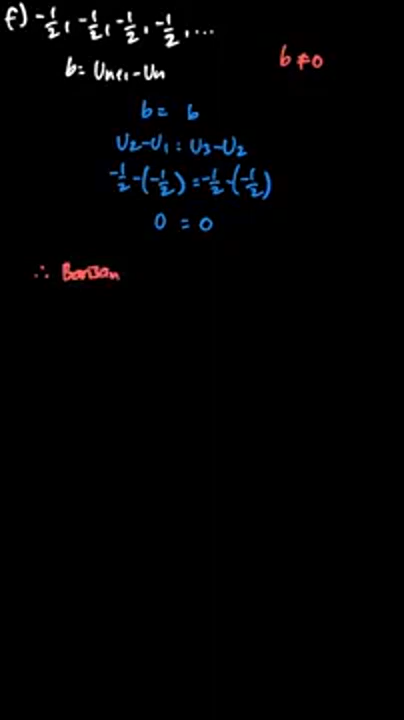 f) -1/2, -1/2, -1/2, -1/2, ...
b = Un+1 - Un
b ≠ 0
b = b
U2 - U1 = U3 - U2
-1/2 - (-1/2) = -1/2 - (-1/2)
0 = 0
∴ Barisan